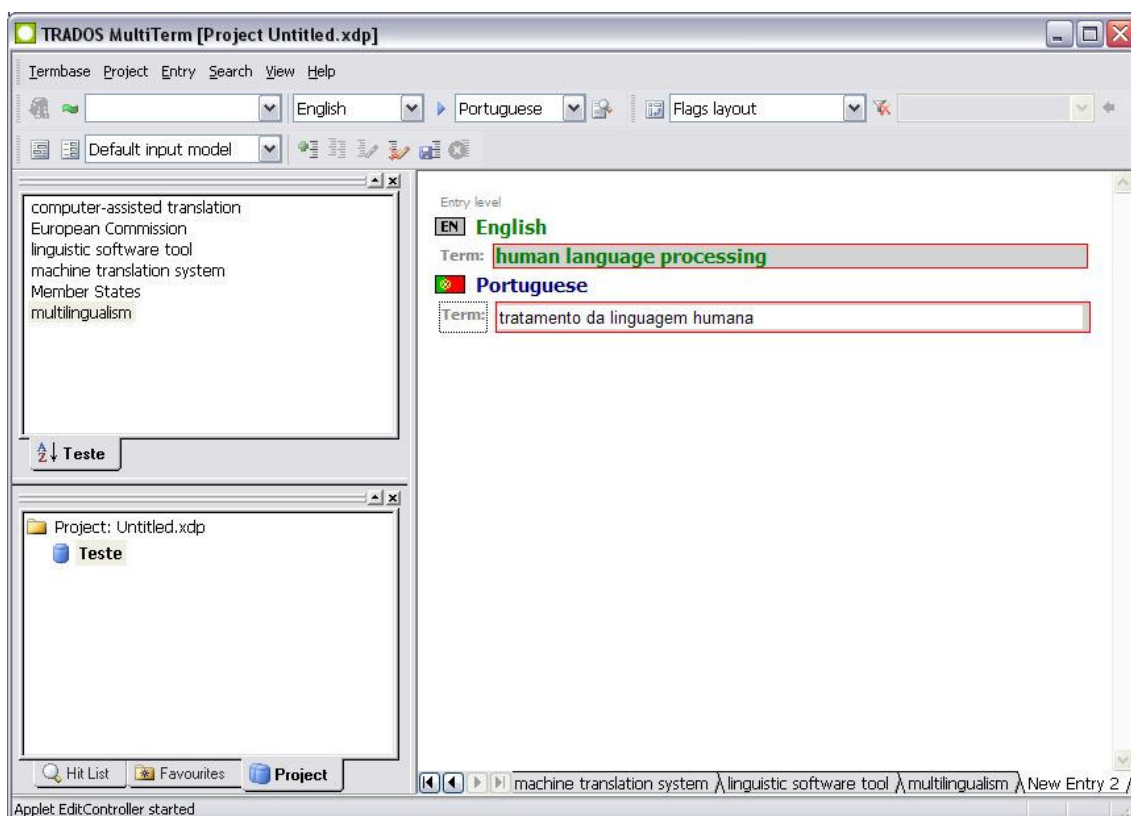 TRADOS MultiTerm [Project Untitled.xdp]
Termbase Project Entry Search View Help
English Portuguese Flags layout
Default input model
computer-assisted translation
European Commission
linguistic software tool
machine translation system
Member States
multilingualism
Teste
Project: Untitled.xdp
Teste
Hit List Favourites Project
Entry level
EN English
Term: human language processing
Portuguese
Term: tratamento da linguagem humana
machine translation system linguistic software tool multilingualism New Entry 2
Applet EditController started